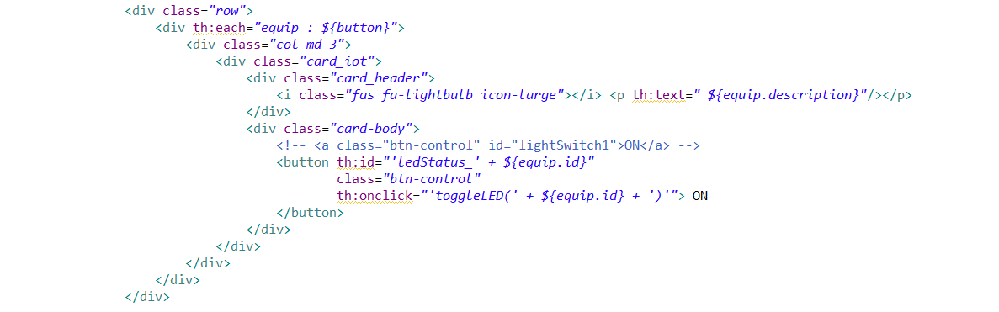 <div class="row">
<div th:each="equip : ${button}">
<div class="col-md-3">
<div class="card_iot">
<div class="card_header">
<i class="fas fa-lightbulb icon-large"></i> <p th:text=" ${equip.description}"/></p>
</div>
<div class="card-body">
<!-- <a class="btn-control" id="lightSwitch1">ON</a> -->
<button th:id="'ledStatus_' + ${equip.id}"
class="btn-control"
th:onclick="'toggleLED(' + ${equip.id} + ')'"> ON
</button>
</div>
</div>
</div>
</div>
</div>